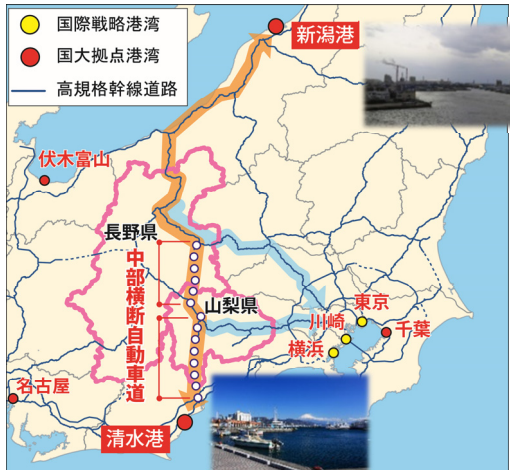 国際戦略港湾
国大拠点港湾
高規格幹線道路
新潟港
伏木富山
長野県
中部横断自動車道
山梨県
東京
川崎
千葉
横浜
名古屋
清水港